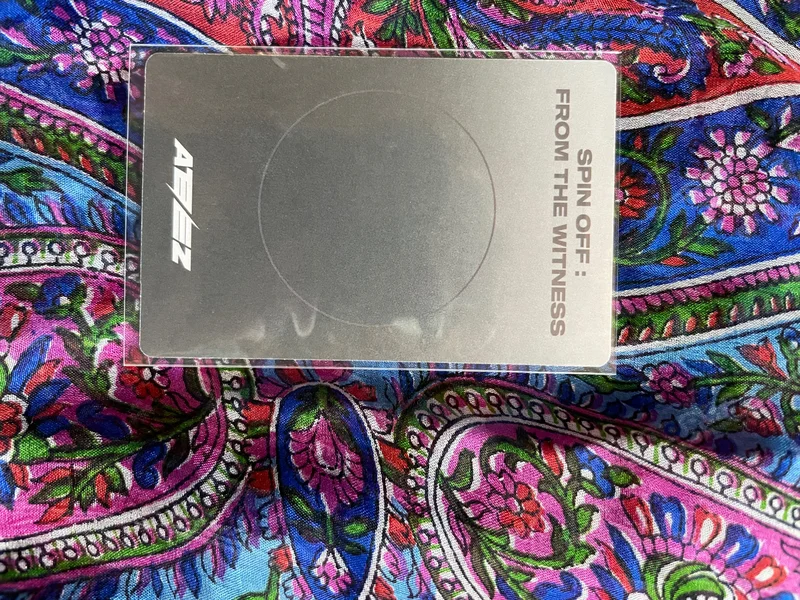 SPIN OFF :
FROM THE WITNESS
ATEEZ